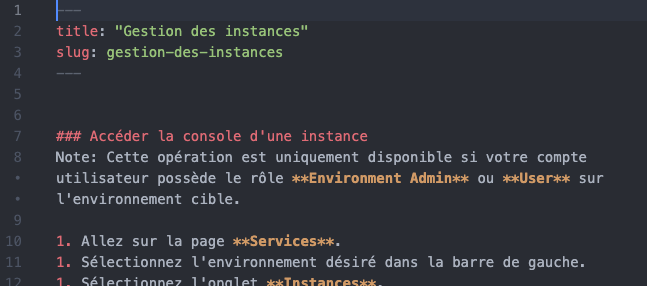 1 ---
2 title: "Gestion des instances"
3 slug: gestion-des-instances
4 ---
5
6
7 ### Accéder la console d'une instance
8 Note: Cette opération est uniquement disponible si votre compte
• utilisateur possède le rôle **Environment Admin** ou **User** sur
• l'environnement cible.
9
10 1. Allez sur la page **Services**.
11 1. Sélectionnez l'environnement désiré dans la barre de gauche.
12 1. Sélectionnez l'onglet **Instances**.